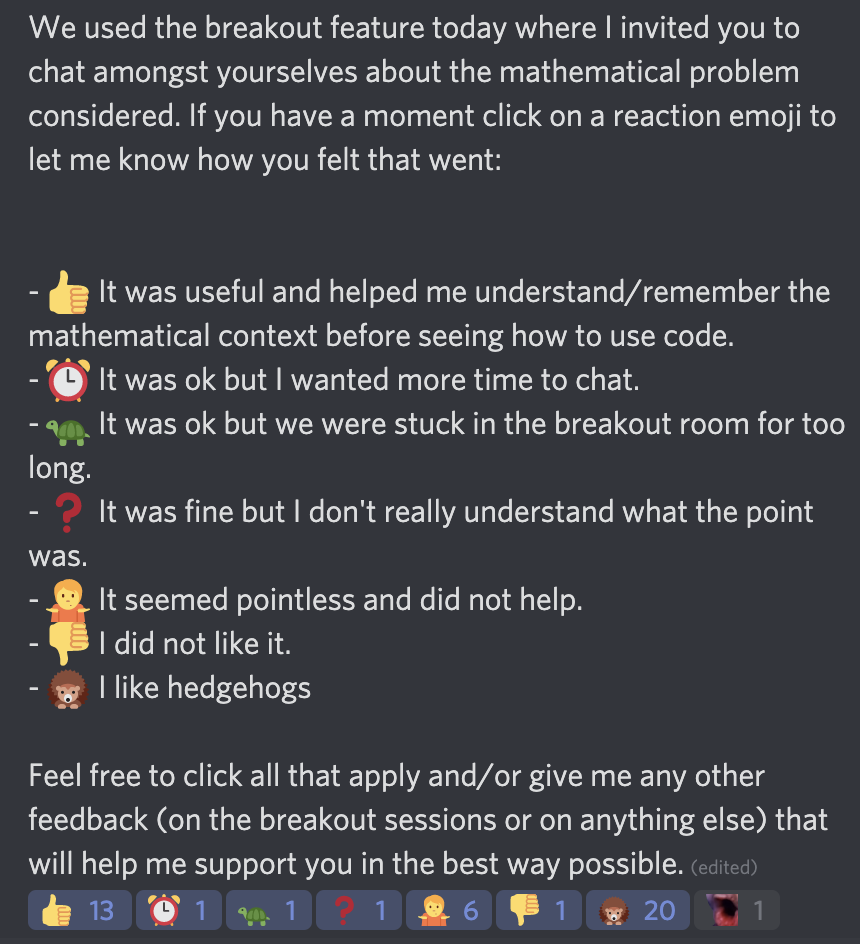 We used the breakout feature today where I invited you to
chat amongst yourselves about the mathematical problem
considered. If you have a moment click on a reaction emoji to
let me know how you felt that went:
- 👍 It was useful and helped me understand/remember the
mathematical context before seeing how to use code.
- ⏰ It was ok but I wanted more time to chat.
- 🐢 It was ok but we were stuck in the breakout room for too
long.
- ❓ It was fine but I don't really understand what the point
was.
- 🤷 It seemed pointless and did not help.
- 👎 I did not like it.
- 🦔 I like hedgehogs
Feel free to click all that apply and/or give me any other
feedback (on the breakout sessions or on anything else) that
will help me support you in the best way possible. (edited)
👍 13 ⏰ 1 🐢 1 ❓ 1 🤷 6 👎 1 🦔 20 1